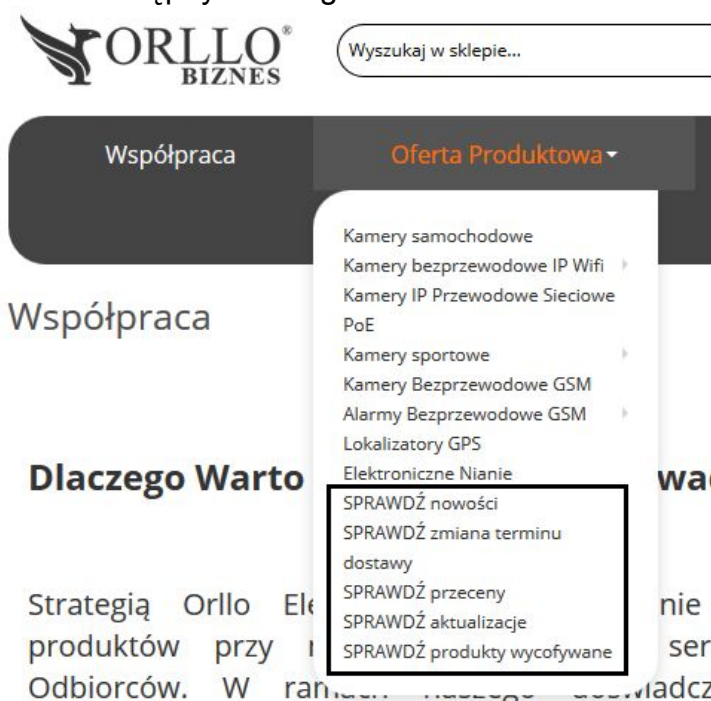 ORLLO®
BIZNES
Wyszukaj w sklepie...
Współpraca
Oferta Produktowa
Kamery samochodowe
Kamery bezprzewodowe IP Wifi
Kamery IP Przewodowe Sieciowe
PoE
Kamery sportowe
Kamery Bezprzewodowe GSM
Alarmy Bezprzewodowe GSM
Lokalizatory GPS
Elektroniczne Nianie
SPRAWDŹ nowości
SPRAWDŹ zmiana terminu
dostawy
SPRAWDŹ przeceny
SPRAWDŹ aktualizacje
SPRAWDŹ produkty wycofywane
Współpraca
Dlaczego Warto
Strategią Orllo
produktów przy
Odbiorców. W naszego